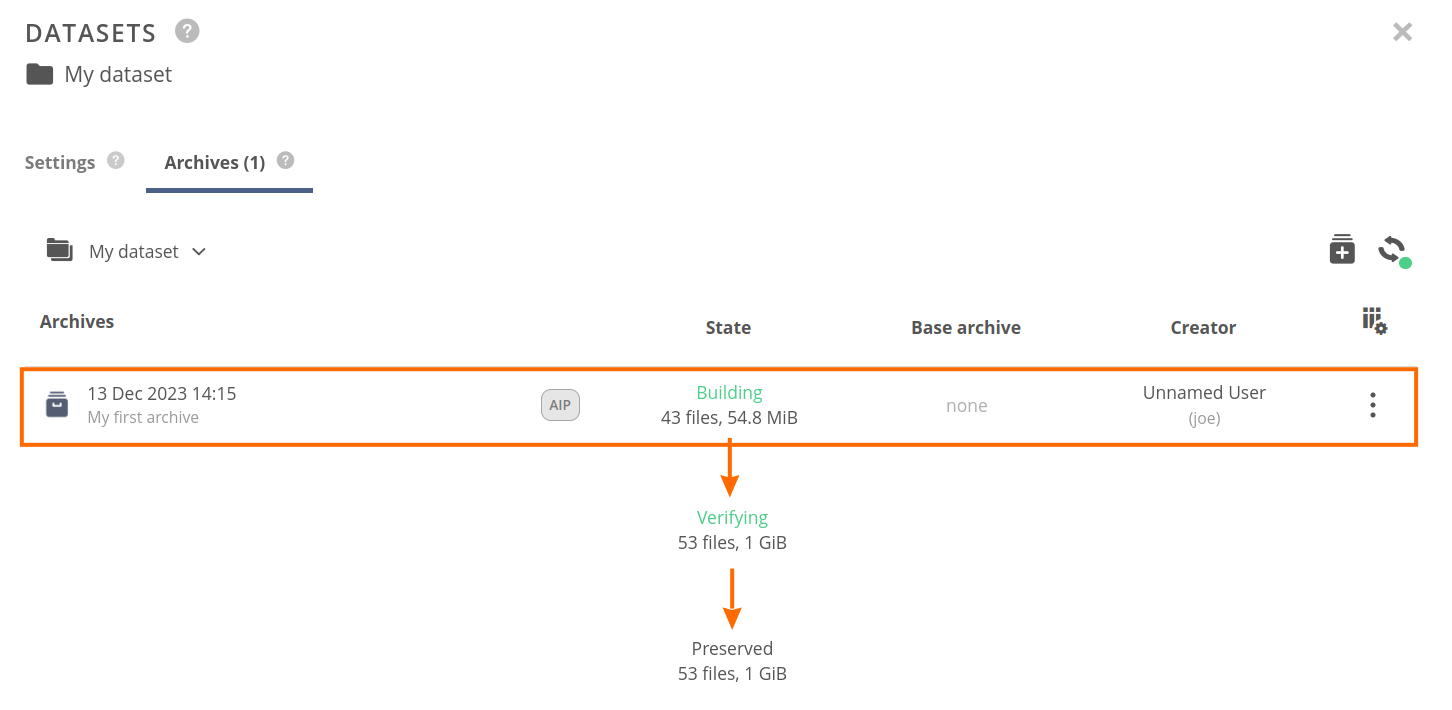 DATASETS ?
My dataset
Settings ? Archives (1) ?
My dataset
Archives State Base archive Creator
13 Dec 2023 14:15
My first archive
AIP
Building
43 files, 54.8 MiB
none
Unnamed User
(joe)
Verifying
53 files, 1 GiB
Preserved
53 files, 1 GiB